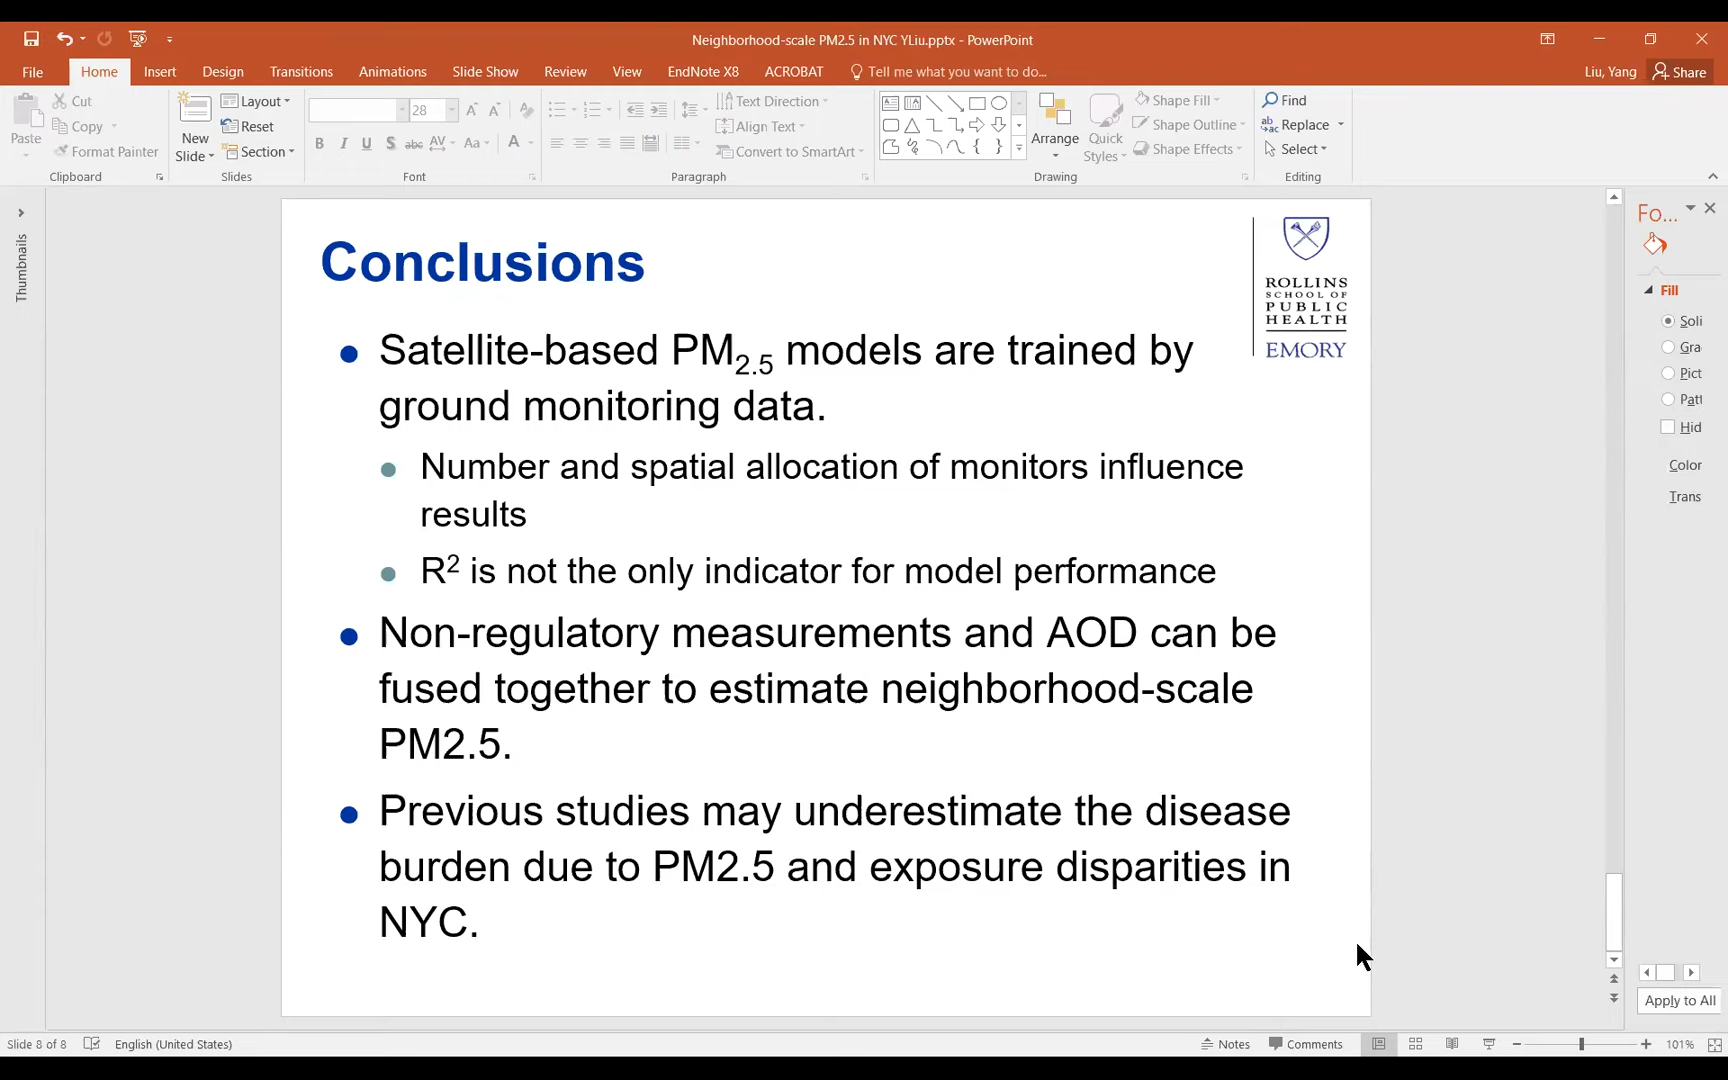 Neighborhood-scale PM2.5 in NYC YLiu.pptx - PowerPoint
File Home Insert Design Transitions Animations Slide Show Review View EndNote X8 ACROBAT Tell me what you want to do... Liu, Yang Share
Paste
Cut
Copy
Format Painter
Clipboard
New Slide
Layout
Reset
Section
Slides
28
B I U S abc AV Aa A
Font
Text Direction
Align Text
Convert to SmartArt
Paragraph
Arrange
Quick Styles
Shape Fill
Shape Outline
Shape Effects
Drawing
Find
Replace
Select
Editing
Thumbnails
Conclusions
ROLLINS
SCHOOL OF
PUBLIC
HEALTH
EMORY
Satellite-based PM2.5 models are trained by
ground monitoring data.
Number and spatial allocation of monitors influence
results
R2 is not the only indicator for model performance
Non-regulatory measurements and AOD can be
fused together to estimate neighborhood-scale
PM2.5.
Previous studies may underestimate the disease
burden due to PM2.5 and exposure disparities in
NYC.
Fo...
Fill
Soli
Gra
Pict
Patt
Hid
Color
Trans
Apply to All
Slide 8 of 8 English (United States) Notes Comments 101%